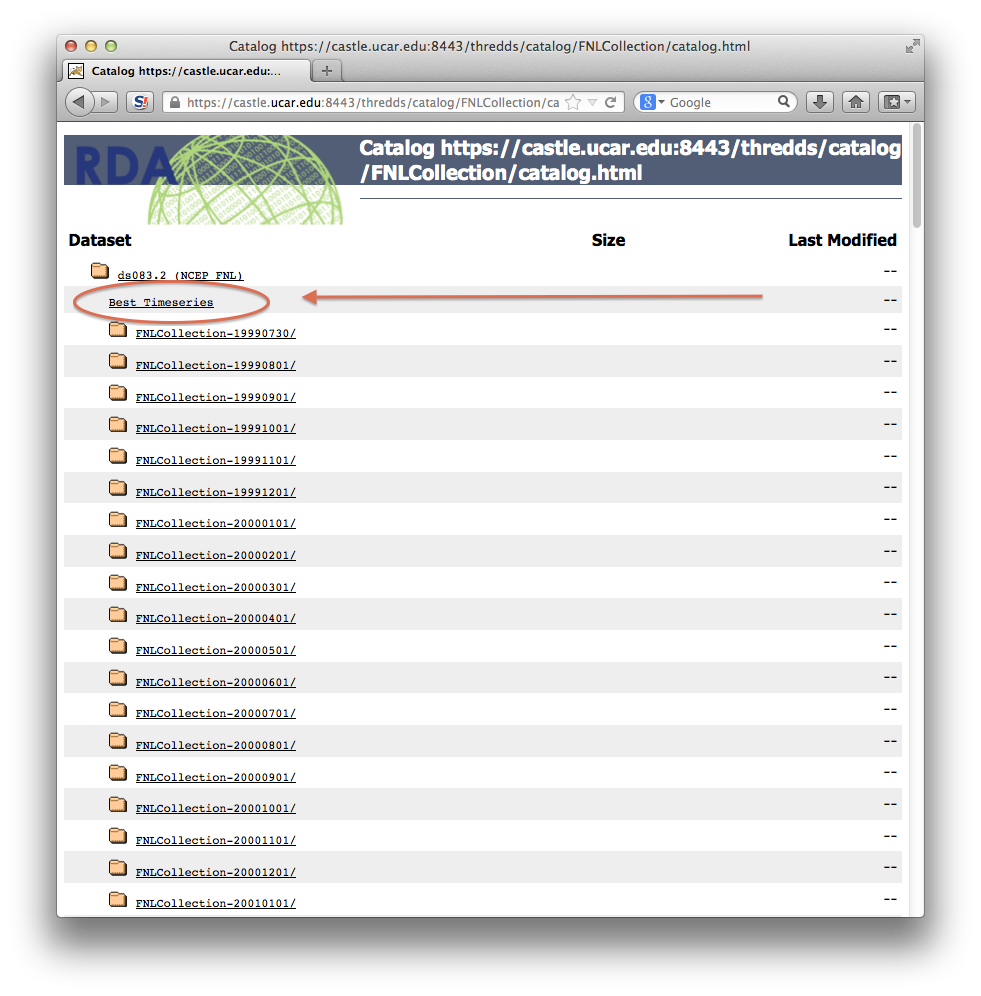 Catalog https://castle.ucar.edu:8443/thredds/catalog/FNLCollection/catalog.html
Catalog https://castle.ucar.edu:...
https://castle.ucar.edu:8443/thredds/catalog/FNLCollection/ca
Google
RDA
Catalog https://castle.ucar.edu:8443/thredds/catalog
/FNLCollection/catalog.html
Dataset Size Last Modified
ds083.2 (NCEP FNL) --
Best Timeseries --
FNLCollection-19990730/ --
FNLCollection-19990801/ --
FNLCollection-19990901/ --
FNLCollection-19991001/ --
FNLCollection-19991101/ --
FNLCollection-19991201/ --
FNLCollection-20000101/ --
FNLCollection-20000201/ --
FNLCollection-20000301/ --
FNLCollection-20000401/ --
FNLCollection-20000501/ --
FNLCollection-20000601/ --
FNLCollection-20000701/ --
FNLCollection-20000801/ --
FNLCollection-20000901/ --
FNLCollection-20001001/ --
FNLCollection-20001101/ --
FNLCollection-20001201/ --
FNLCollection-20010101/ --